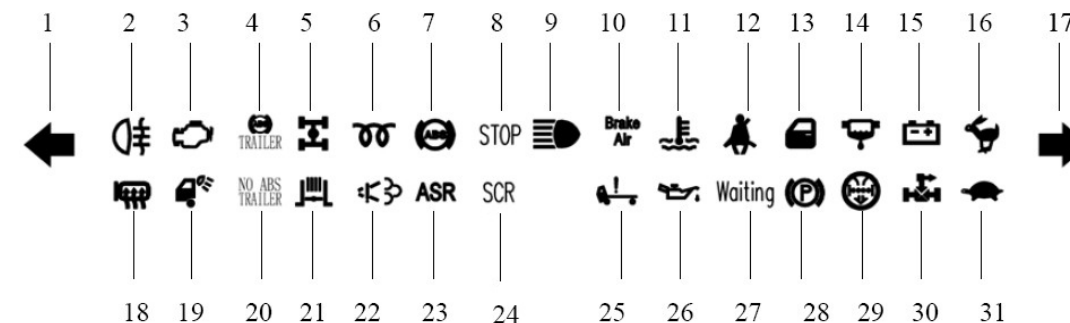 1 2 3 4 5 6 7 8 9 10 11 12 13 14 15 16 17
ABS TRAILER
ABS
STOP
Brake Air
NO ABS TRAILER
ASR
SCR
Waiting
P
18 19 20 21 22 23 24 25 26 27 28 29 30 31